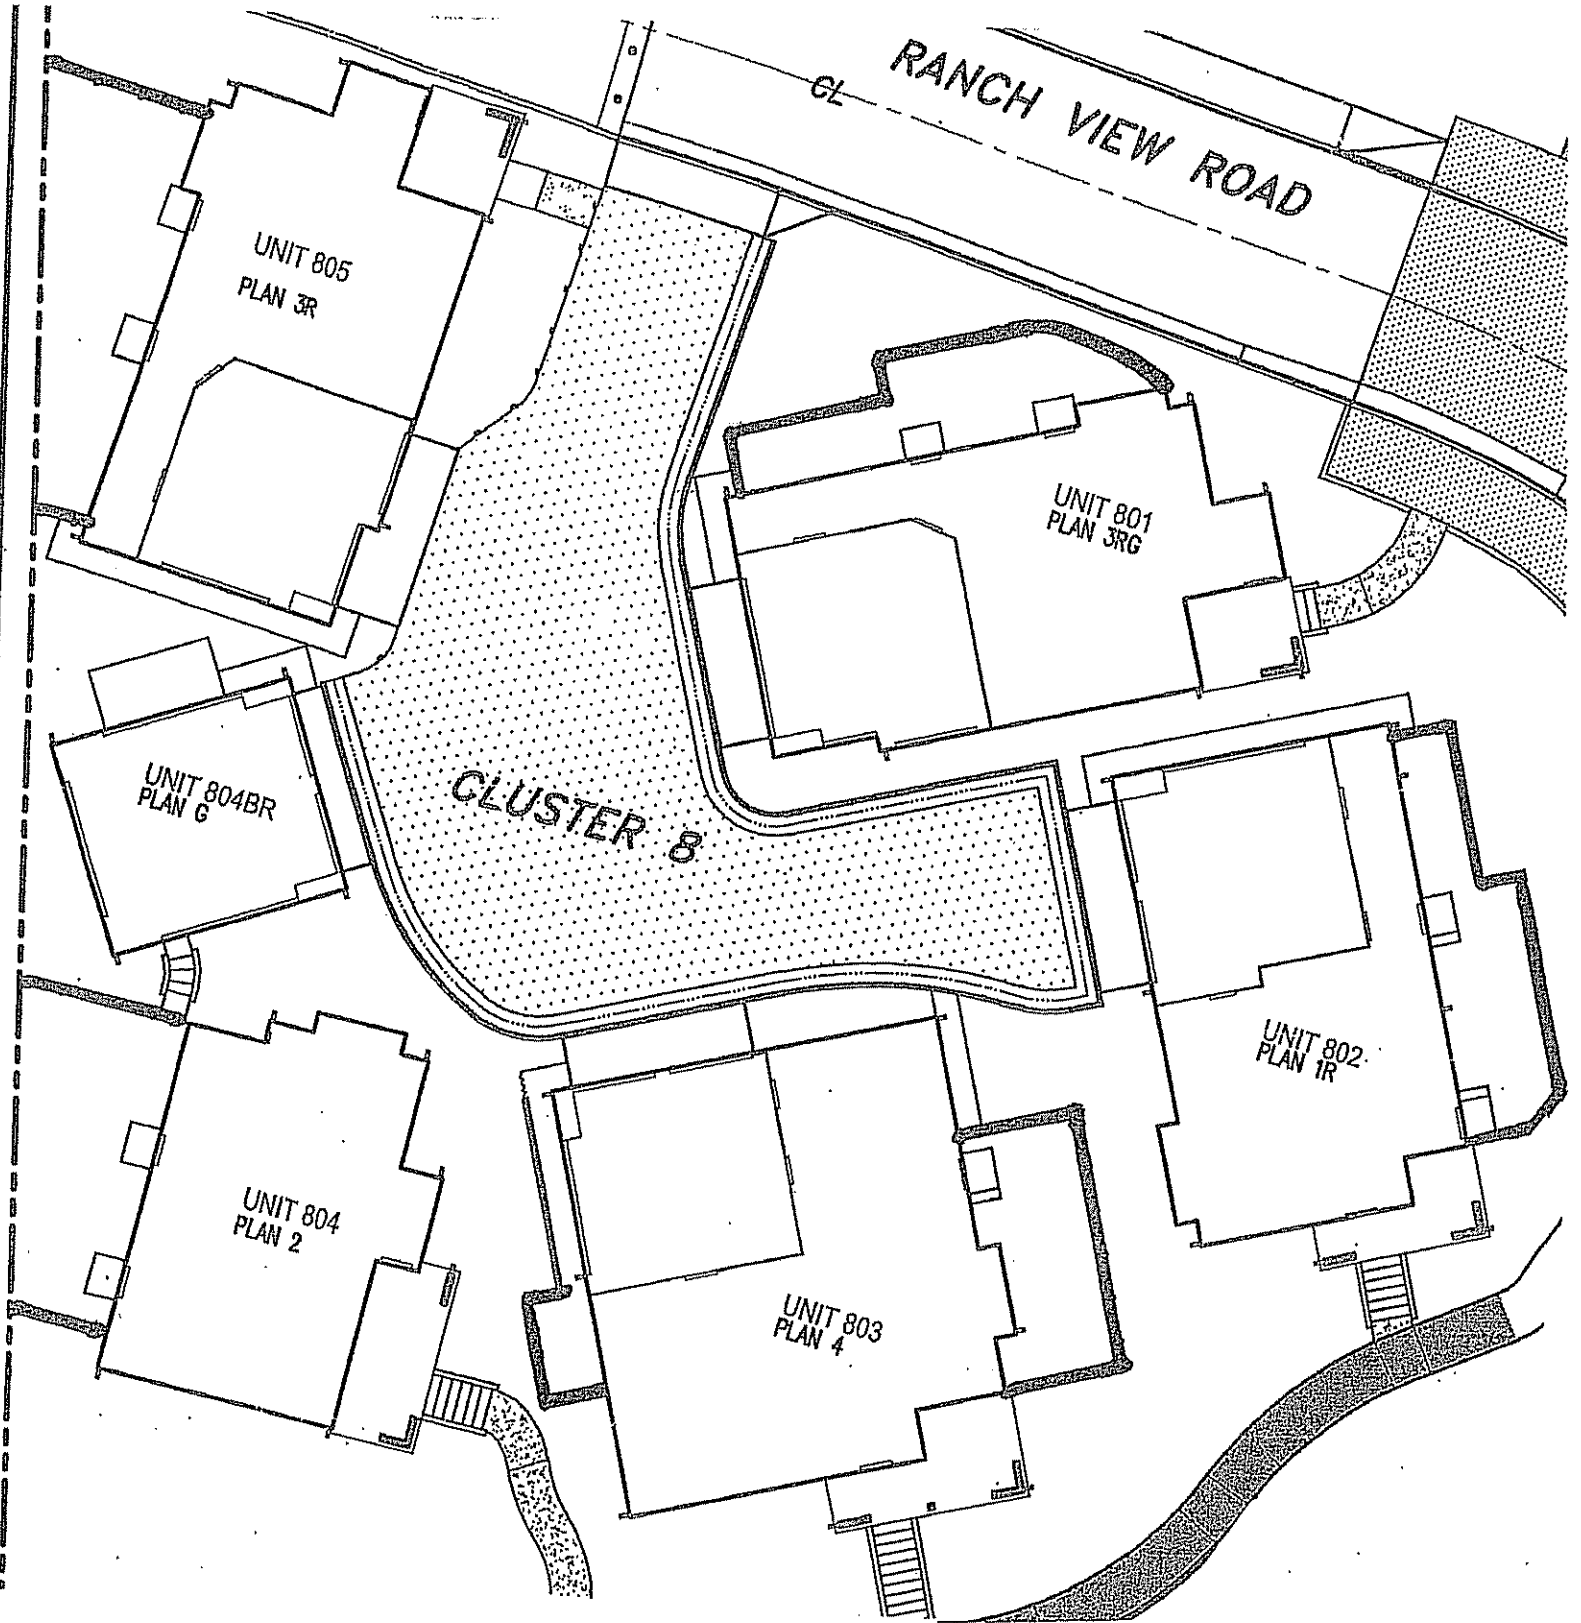 RANCH VIEW ROAD
CL
UNIT 805
PLAN 3R
UNIT 801
PLAN 3RG
UNIT 804BR
PLAN G
CLUSTER 8
UNIT 802
PLAN 1R
UNIT 804
PLAN 2
UNIT 803
PLAN 4